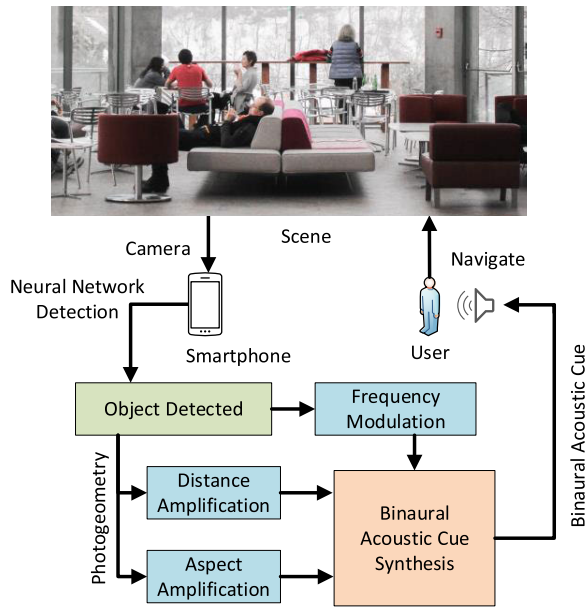 Camera
Scene
Navigate
Neural Network
Detection
Smartphone
User
Object Detected
Frequency
Modulation
Photogeometry
Distance
Amplification
Aspect
Amplification
Binaural
Acoustic Cue
Synthesis
Binaural Acoustic Cue